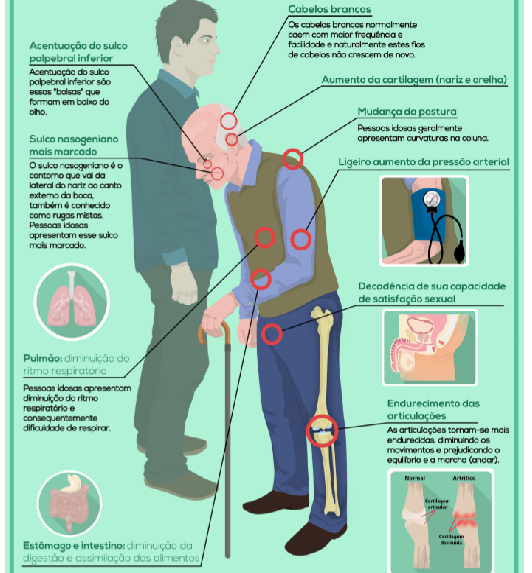 Cabelos brancos
Os cabelos brancos normalmente
caem com maior frequência e
facilidade e naturalmente estes fios
de cabelos não crescem de novo.
Acentuação do sulco
palpebral inferior
Acentuação do sulco
palpebral inferior são
essas "bolsas" que
formam em baixo do
olho.
Aumento da cartilagem (nariz e orelha)
Mudança da postura
Pessoas idosas geralmente
apresentam curvaturas na coluna.
Sulco nasogeniano
mais marcado
O sulco nasogeniano é o
contorno que vai da
lateral do nariz ao canto
externo da boca,
também é conhecido
como rugas mistas.
Pessoas idosas
apresentam esse sulco
mais marcado.
Ligeiro aumento da pressão arterial
Decadência de sua capacidade
de satisfação sexual
Pulmão: diminuição do
ritmo respiratório
Pessoas idosas apresentam
diminuição do ritmo
respiratório e
consequentemente
dificuldade de respirar.
Endurecimento das
articulações
As articulações tornam-se mais
endurecidas, diminuindo os
movimentos e prejudicando o
equilíbrio e a marcha (andar).
Normal
Artrítico
Cartilagem
articular
Cartilagem
destruída
Estômago e intestino: diminuição da
digestão e assimilação dos alimentos